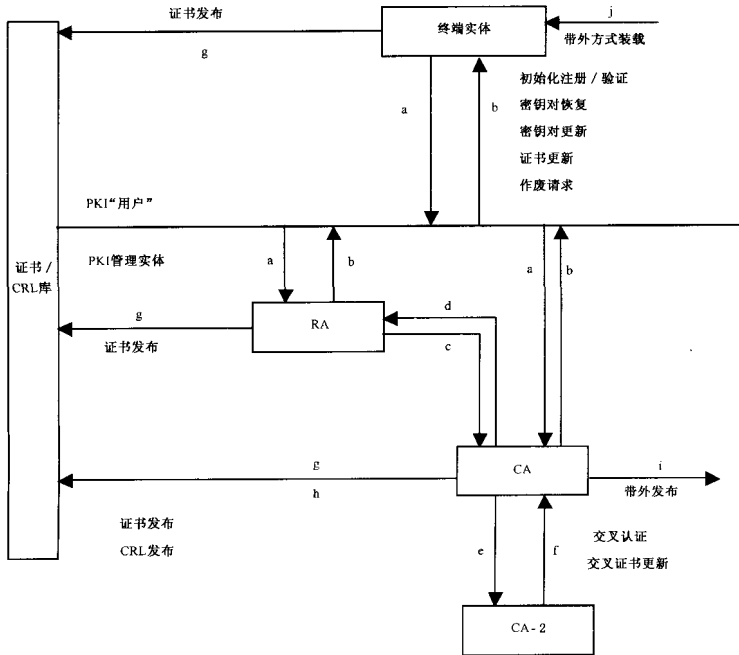 证书发布
终端实体
j
g
带外方式装载
a
b
初始化注册 / 验证
密钥对恢复
密钥对更新
证书更新
作废请求
PKI“用户”
证书 /
CRL库
PKI管理实体
a
b
a
b
g
RA
d
证书发布
c
g
CA
i
h
带外发布
证书发布
CRL发布
e
f
交叉认证
交叉证书更新
CA-2